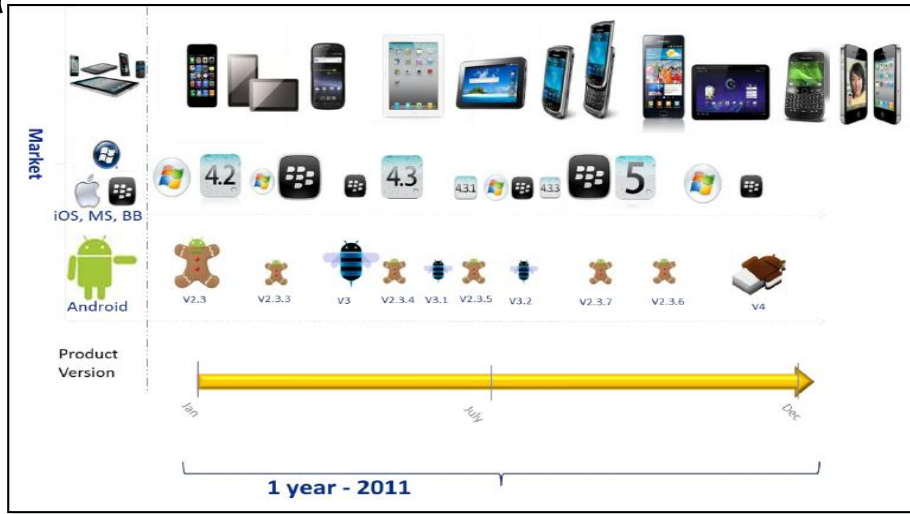 Market
4.2
4.3
4.3.1
4.3.3
5
iOS, MS, BB
Android
V2.3
V2.3.3
V3
V2.3.4
V3.1
V2.3.5
V3.2
V2.3.7
V2.3.6
V4
Product
Version
Jan
July
Dec
1 year - 2011